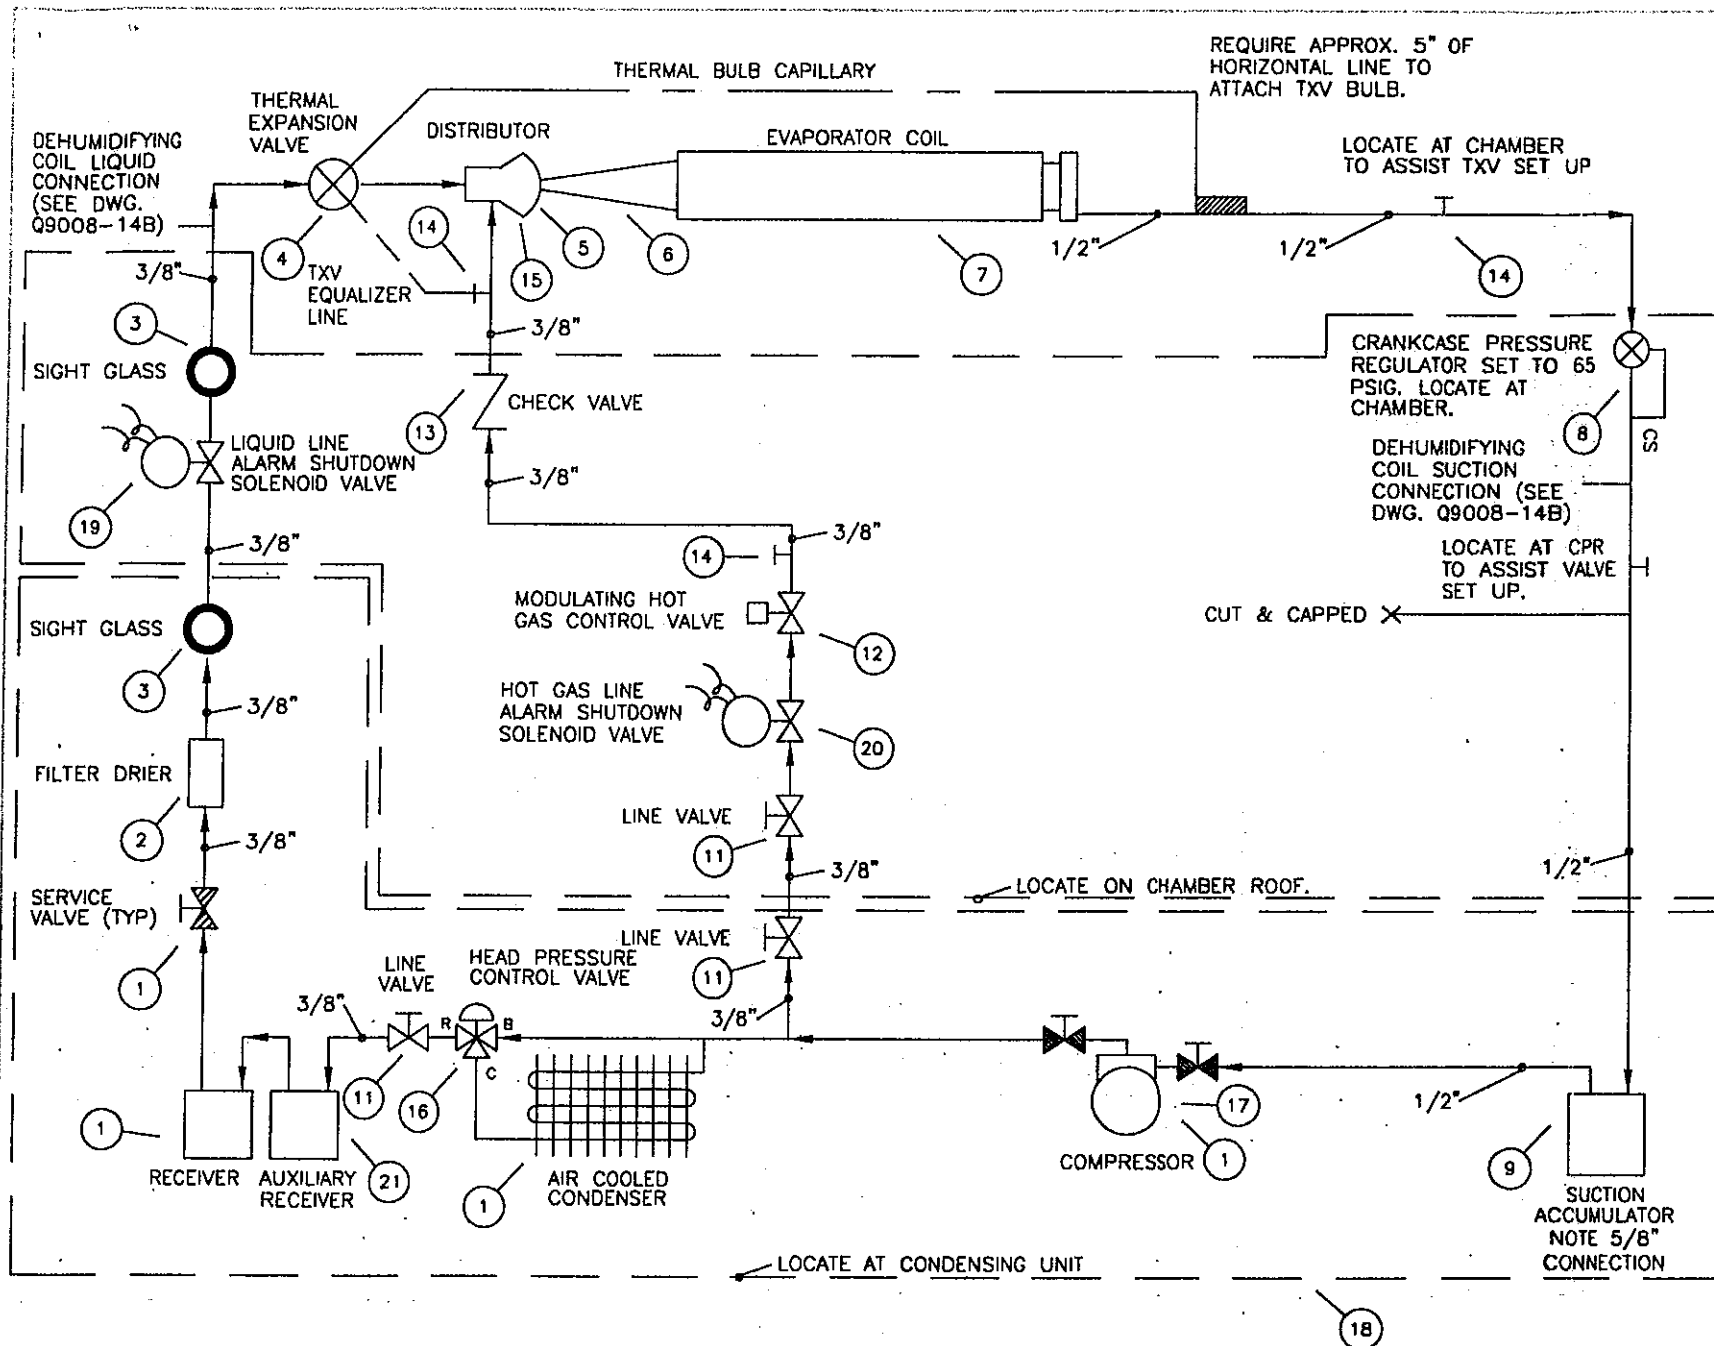 REQUIRE APPROX. 5" OF
HORIZONTAL LINE TO
ATTACH TXV BULB.
THERMAL BULB CAPILLARY
THERMAL
EXPANSION
VALVE
DISTRIBUTOR
EVAPORATOR COIL
DEHUMIDIFYING
COIL LIQUID
CONNECTION
(SEE DWG.
Q9008-14B)
LOCATE AT CHAMBER
TO ASSIST TXV SET UP
4
14
15
5
6
7
1/2"
1/2"
14
3/8"
TXV
EQUALIZER
LINE
3/8"
3
SIGHT GLASS
CHECK VALVE
13
CRANKCASE PRESSURE
REGULATOR SET TO 65
PSIG. LOCATE AT
CHAMBER.
8
CS
LIQUID LINE
ALARM SHUTDOWN
SOLENOID VALVE
19
3/8"
DEHUMIDIFYING
COIL SUCTION
CONNECTION (SEE
DWG. Q9008-14B)
3/8"
3/8"
14
LOCATE AT CPR
TO ASSIST VALVE
SET UP.
MODULATING HOT
GAS CONTROL VALVE
12
CUT & CAPPED
SIGHT GLASS
3
3/8"
HOT GAS LINE
ALARM SHUTDOWN
SOLENOID VALVE
20
FILTER DRIER
2
3/8"
LINE VALVE
11
3/8"
1/2"
LOCATE ON CHAMBER ROOF.
SERVICE
VALVE (TYP)
1
LINE VALVE
11
3/8"
LINE
VALVE
HEAD PRESSURE
CONTROL VALVE
3/8"
R
B
C
11
16
1
RECEIVER
AUXILIARY
RECEIVER
21
1
AIR COOLED
CONDENSER
COMPRESSOR
1
17
1/2"
9
SUCTION
ACCUMULATOR
NOTE 5/8"
CONNECTION
LOCATE AT CONDENSING UNIT
18